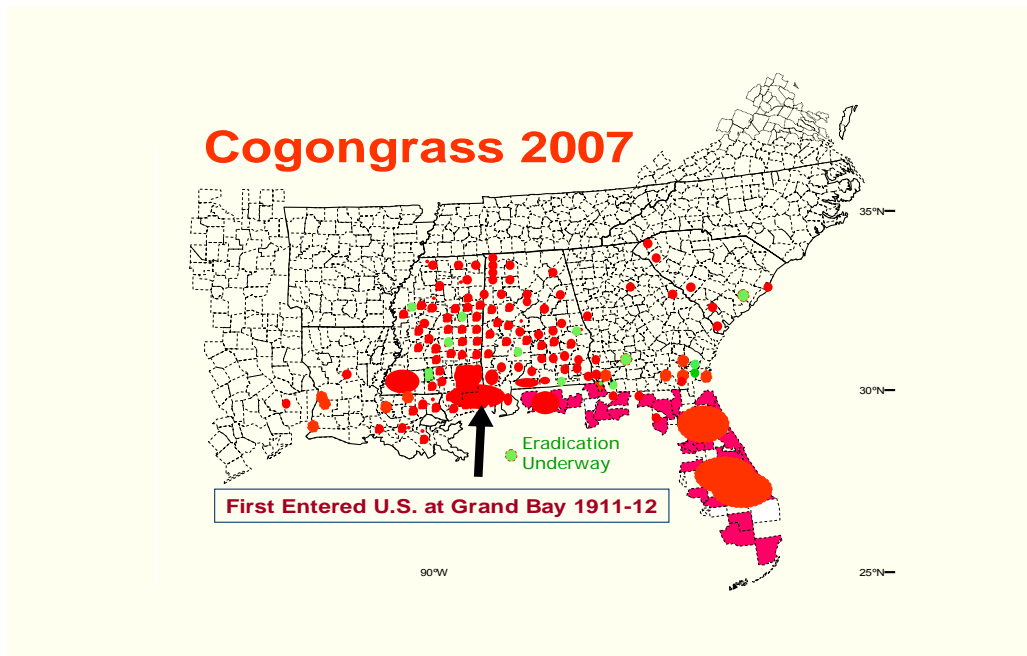 Cogongrass 2007
35°N
30°N
Eradication
Underway
First Entered U.S. at Grand Bay 1911-12
90°W
25°N